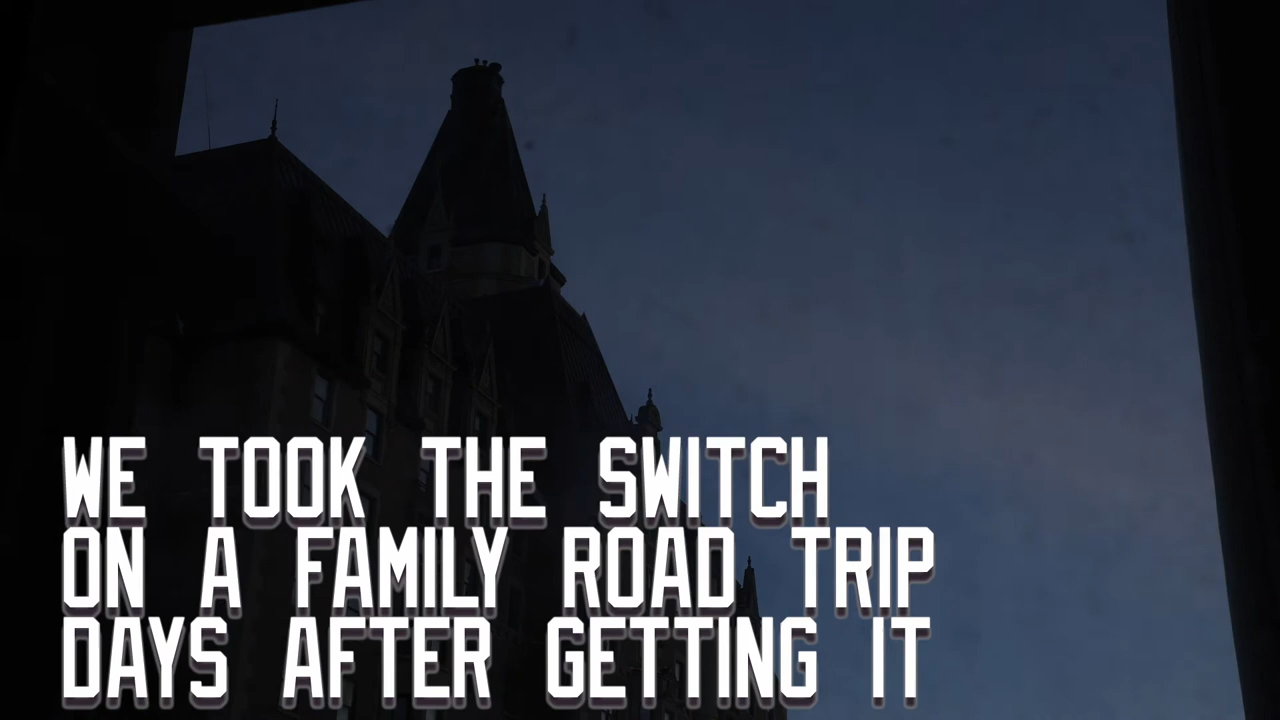 WE TOOK THE SWITCH
ON A FAMILY ROAD TRIP
DAYS AFTER GETTING IT